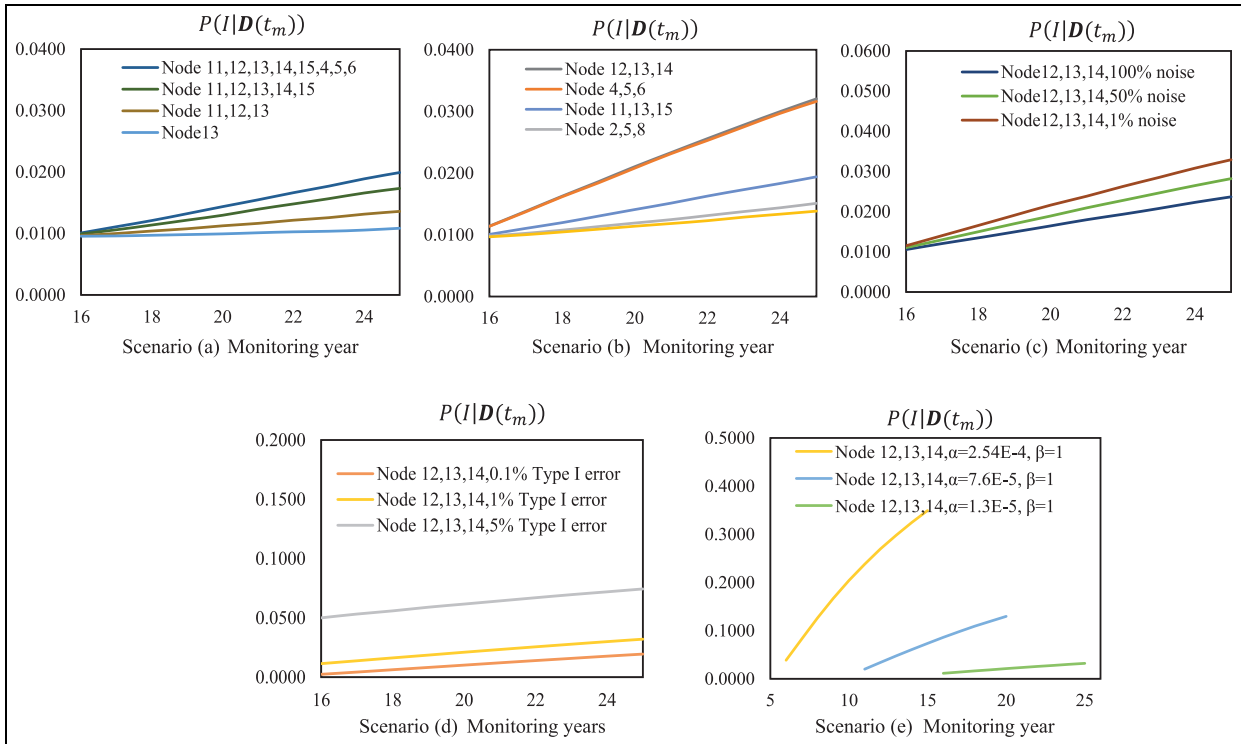 P(I|D(tₘ))
0.0400
0.0300
0.0200
0.0100
0.0000
Node 11,12,13,14,15,4,5,6
Node 11,12,13,14,15
Node 11,12,13
Node13
16 18 20 22 24
Scenario (a) Monitoring year
P(I|D(tₘ))
0.0400
0.0300
0.0200
0.0100
0.0000
Node 12,13,14
Node 4,5,6
Node 11,13,15
Node 2,5,8
16 18 20 22 24
Scenario (b) Monitoring year
P(I|D(tₘ))
0.0600
0.0500
0.0400
0.0300
0.0200
0.0100
0.0000
Node12,13,14,100% noise
Node12,13,14,50% noise
Node12,13,14,1% noise
16 18 20 22 24
Scenario (c) Monitoring year
P(I|D(tₘ))
0.2000
0.1500
0.1000
0.0500
0.0000
Node 12,13,14,0.1% Type I error
Node 12,13,14,1% Type I error
Node 12,13,14,5% Type I error
16 18 20 22 24
Scenario (d) Monitoring years
P(I|D(tₘ))
0.5000
0.4000
0.3000
0.2000
0.1000
0.0000
Node 12,13,14,α=2.54E-4, β=1
Node 12,13,14,α=7.6E-5, β=1
Node 12,13,14,α=1.3E-5, β=1
5 10 15 20 25
Scenario (e) Monitoring year